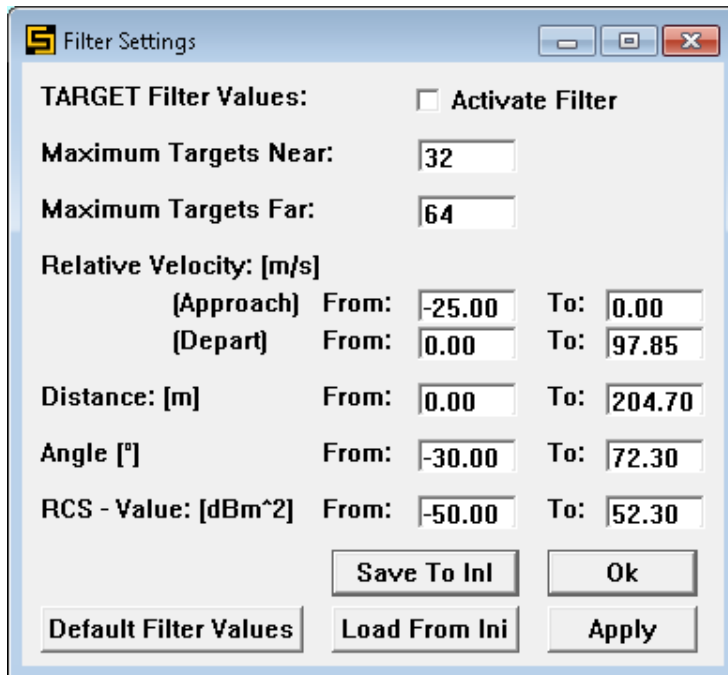 Filter Settings
TARGET Filter Values: Activate Filter
Maximum Targets Near: 32
Maximum Targets Far: 64
Relative Velocity: [m/s]
(Approach) From: -25.00 To: 0.00
(Depart) From: 0.00 To: 97.85
Distance: [m] From: 0.00 To: 204.70
Angle [°] From: -30.00 To: 72.30
RCS - Value: [dBm^2] From: -50.00 To: 52.30
Save To InI Ok
Default Filter Values Load From Ini Apply